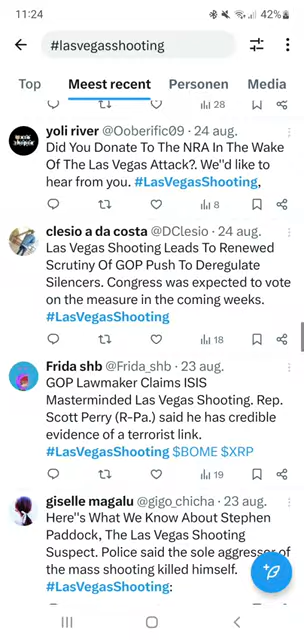 11:24
42%
#lasvegasshooting
Top
Meest recent
Personen
Media
28
yoli river @Ooberific09 · 24 aug.
Did You Donate To The NRA In The Wake
Of The Las Vegas Attack?. We"d like to
hear from you. #LasVegasShooting,
8
clesio a da costa @DClesio · 24 aug.
Las Vegas Shooting Leads To Renewed
Scrutiny Of GOP Push To Deregulate
Silencers. Congress was expected to vote
on the measure in the coming weeks.
#LasVegasShooting
18
Frida shb @Frida_shb · 23 aug.
GOP Lawmaker Claims ISIS
Masterminded Las Vegas Shooting. Rep.
Scott Perry (R-Pa.) said he has credible
evidence of a terrorist link.
#LasVegasShooting $BOME $XRP
19
giselle magalu @gigo_chicha · 23 aug.
Here"s What We Know About Stephen
Paddock, The Las Vegas Shooting
Suspect. Police said the sole aggressor of
the mass shooting killed himself.
#LasVegasShooting: